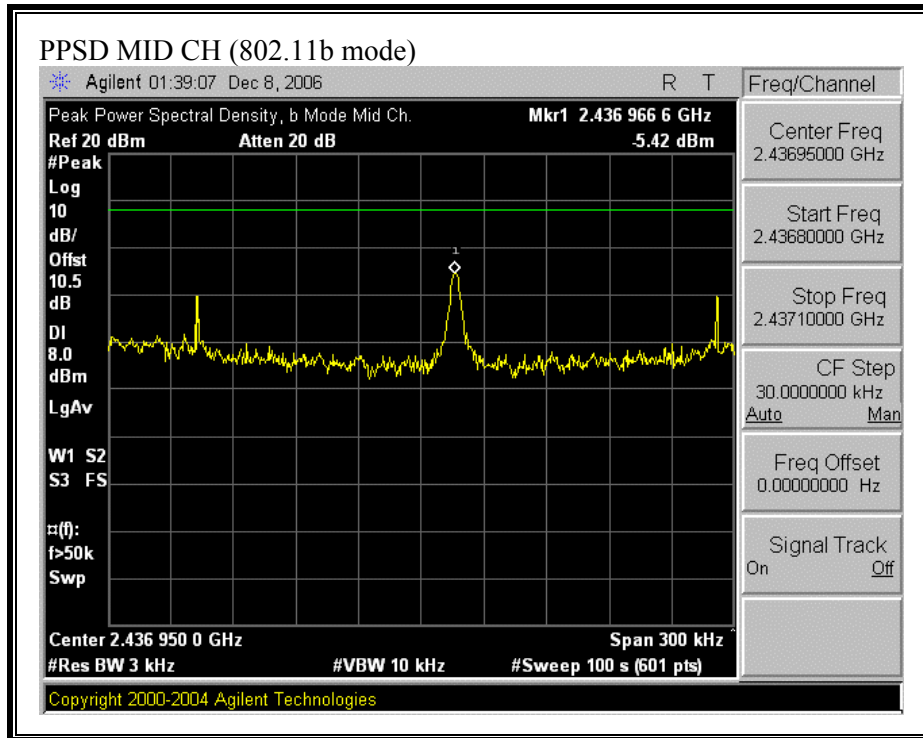 PPSD MID CH (802.11b mode)
Agilent 01:39:07 Dec 8, 2006 R T
Peak Power Spectral Density, b Mode Mid Ch. Mkr1 2.436 966 6 GHz
Ref 20 dBm Atten 20 dB -5.42 dBm
#Peak
Log
10
dB/
Offst
10.5
dB
DI
8.0
dBm
LgAv
W1 S2
S3 FS
¤(f):
f>50k
Swp
1
Center 2.436 950 0 GHz Span 300 kHz ^
#Res BW 3 kHz #VBW 10 kHz #Sweep 100 s (601 pts)
Copyright 2000-2004 Agilent Technologies
Freq/Channel
Center Freq
2.43695000 GHz
Start Freq
2.43680000 GHz
Stop Freq
2.43710000 GHz
CF Step
30.0000000 kHz
Auto Man
Freq Offset
0.00000000 Hz
Signal Track
On Off